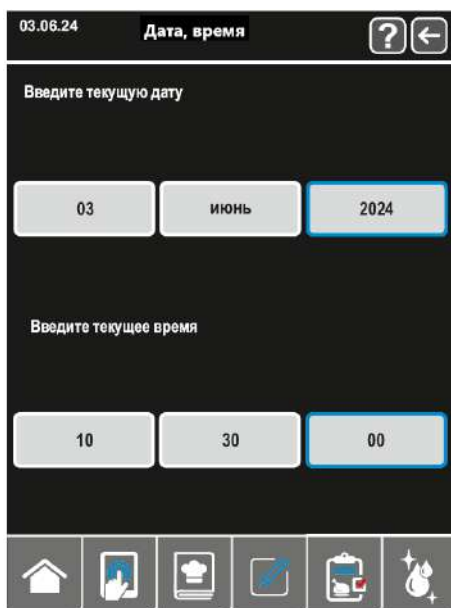 03.06.24 Дата, время ?
Введите текущую дату
03 июнь 2024
Введите текущее время
10 30 00